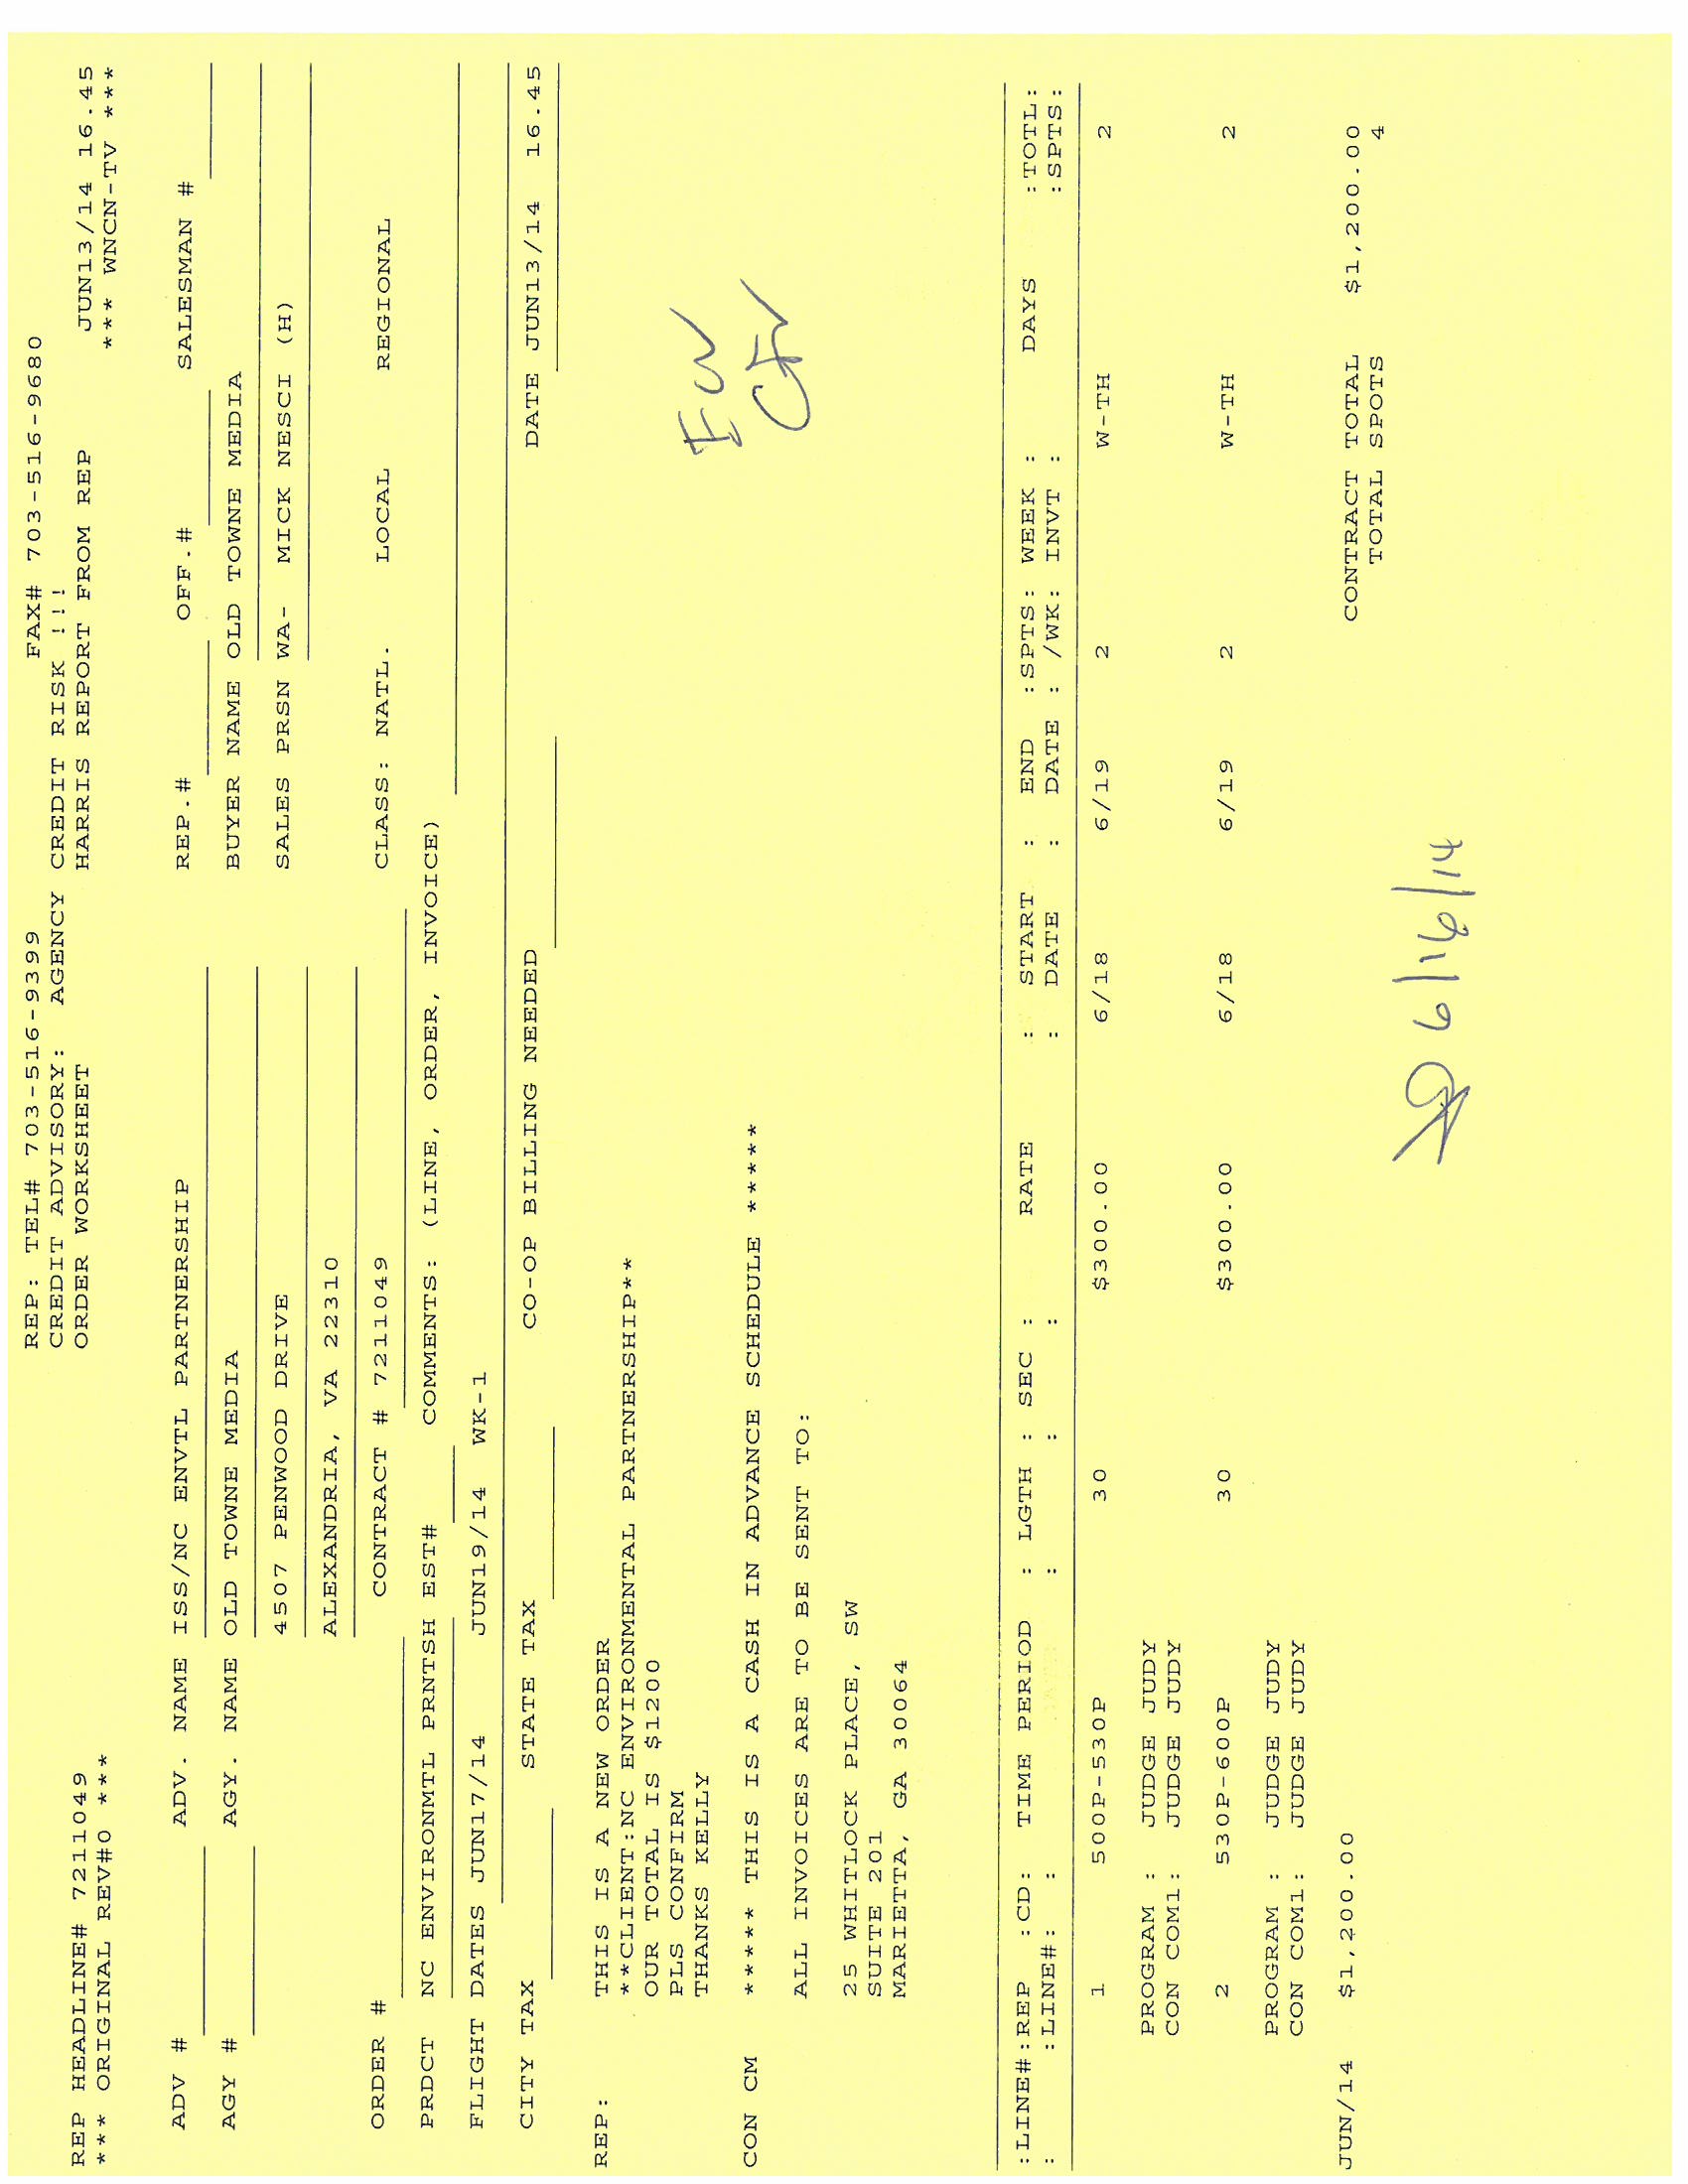 REP: TEL# 703-516-9399 FAX# 703-516-9680
CREDIT ADVISORY: AGENCY CREDIT RISK !!!
REP HEADLINE# 7211049 ORDER WORKSHEET HARRIS REPORT FROM REP JUN13/14 16.45
*** ORIGINAL REV#0 *** *** WNCN-TV ***
ADV # ADV. NAME ISS/NC ENVTL PARTNERSHIP REP.# OFF.# SALESMAN #
AGY # AGY. NAME OLD TOWNE MEDIA BUYER NAME OLD TOWNE MEDIA
4507 PENWOOD DRIVE SALES PRSN WA- MICK NESCI (H)
ALEXANDRIA, VA 22310
ORDER # CONTRACT # 7211049 CLASS: NATL. LOCAL REGIONAL
PRDCT NC ENVIRONMTL PRNTSH EST# COMMENTS: (LINE, ORDER, INVOICE)
FLIGHT DATES JUN17/14 JUN19/14 WK-1
CITY TAX STATE TAX CO-OP BILLING NEEDED DATE JUN13/14 16.45
REP: THIS IS A NEW ORDER
**CLIENT:NC ENVIRONMENTAL PARTNERSHIP**
OUR TOTAL IS $1200
PLS CONFIRM
THANKS KELLY
CON CM ***** THIS IS A CASH IN ADVANCE SCHEDULE *****
ALL INVOICES ARE TO BE SENT TO:
25 WHITLOCK PLACE, SW
SUITE 201
MARIETTA, GA 30064
:LINE#:REP :CD: TIME PERIOD : LGTH : SEC : RATE : START : END :SPTS: WEEK : DAYS :TOTL:
: :LINE#: : : : : DATE : DATE : /WK: INVT : :SPTS:
1 500P-530P 30 $300.00 6/18 6/19 2 W-TH 2
PROGRAM : JUDGE JUDY
CON COM1: JUDGE JUDY
2 530P-600P 30 $300.00 6/18 6/19 2 W-TH 2
PROGRAM : JUDGE JUDY
CON COM1: JUDGE JUDY
JUN/14 $1,200.00 CONTRACT TOTAL $1,200.00
TOTAL SPOTS 4
6/16/14